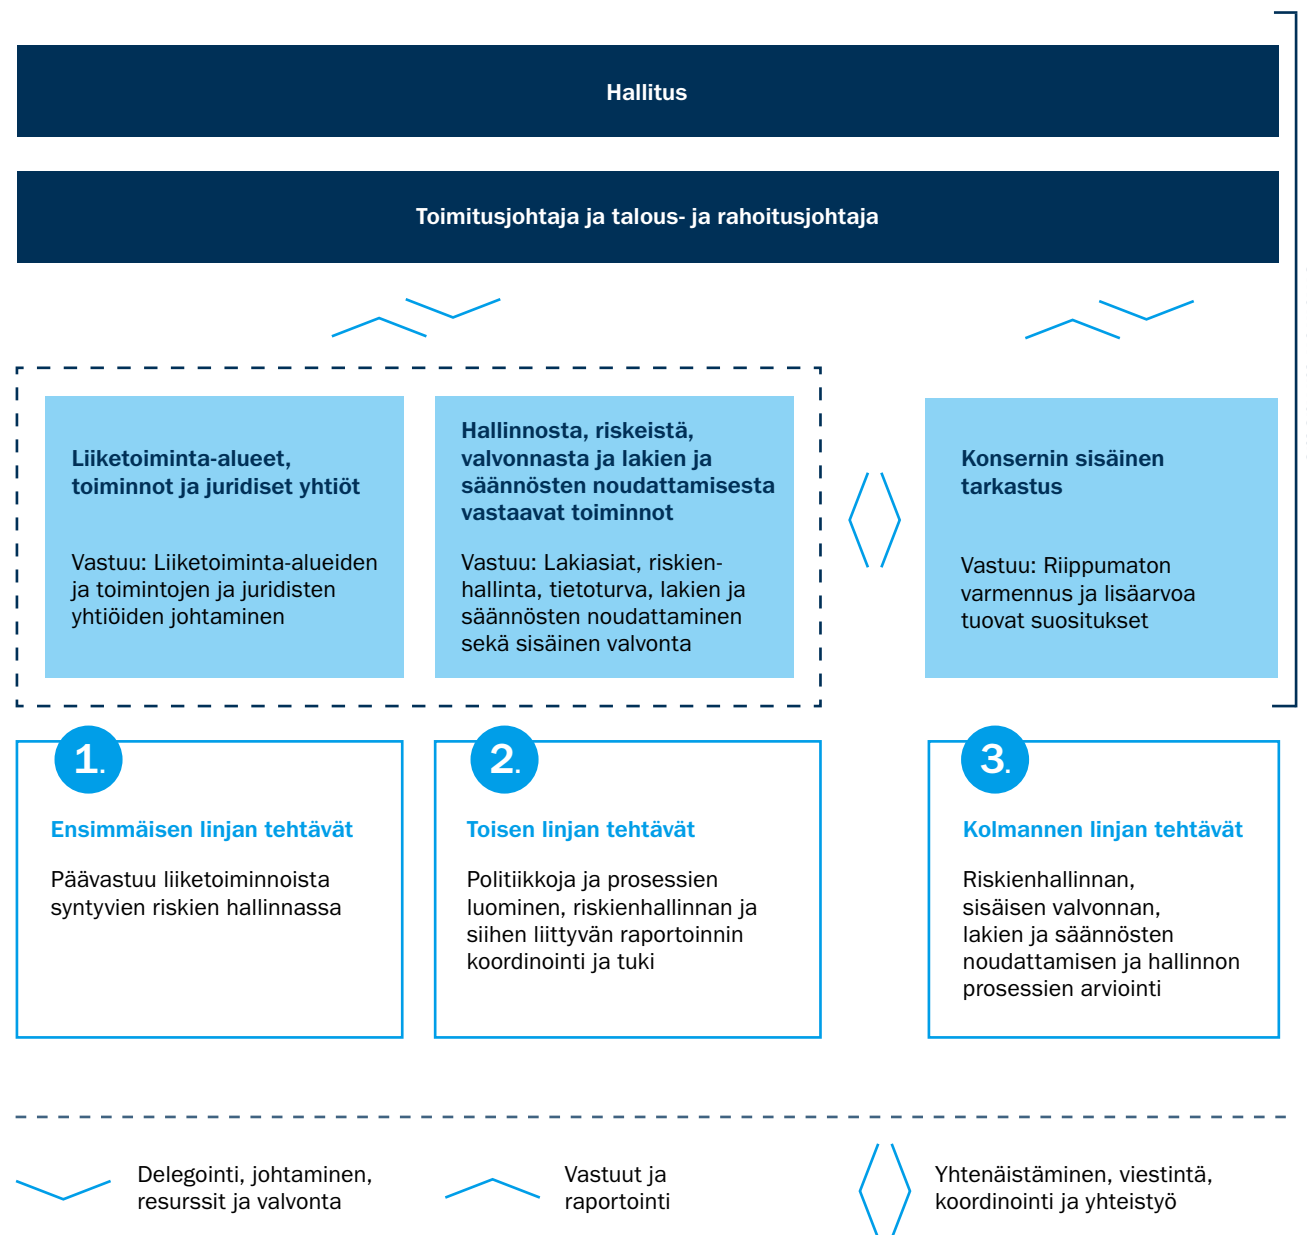 Hallitus
Toimitusjohtaja ja talous- ja rahoitusjohtaja
Liiketoiminta-alueet,
toiminnot ja juridiset yhtiöt
Vastuu: Liiketoiminta-alueiden
ja toimintojen ja juridisten
yhtiöiden johtaminen
Hallinnosta, riskeistä,
valvonnasta ja lakien ja
säännösten noudattamisesta
vastaavat toiminnot
Vastuu: Lakiasiat, riskien-
hallinta, tietoturva, lakien ja
säännösten noudattaminen
sekä sisäinen valvonta
Konsernin sisäinen
tarkastus
Vastuu: Riippumaton
varmennus ja lisäarvoa
tuovat suositukset
1.
Ensimmäisen linjan tehtävät
Päävastuu liiketoiminnoista
syntyvien riskien hallinnassa
2.
Toisen linjan tehtävät
Politiikkoja ja prosessien
luominen, riskienhallinnan ja
siihen liittyvän raportoinnin
koordinointi ja tuki
3.
Kolmannen linjan tehtävät
Riskienhallinnan,
sisäisen valvonnan,
lakien ja säännösten
noudattamisen ja hallinnon
prosessien arviointi
Delegointi, johtaminen,
resurssit ja valvonta
Vastuut ja
raportointi
Yhtenäistäminen, viestintä,
koordinointi ja yhteistyö